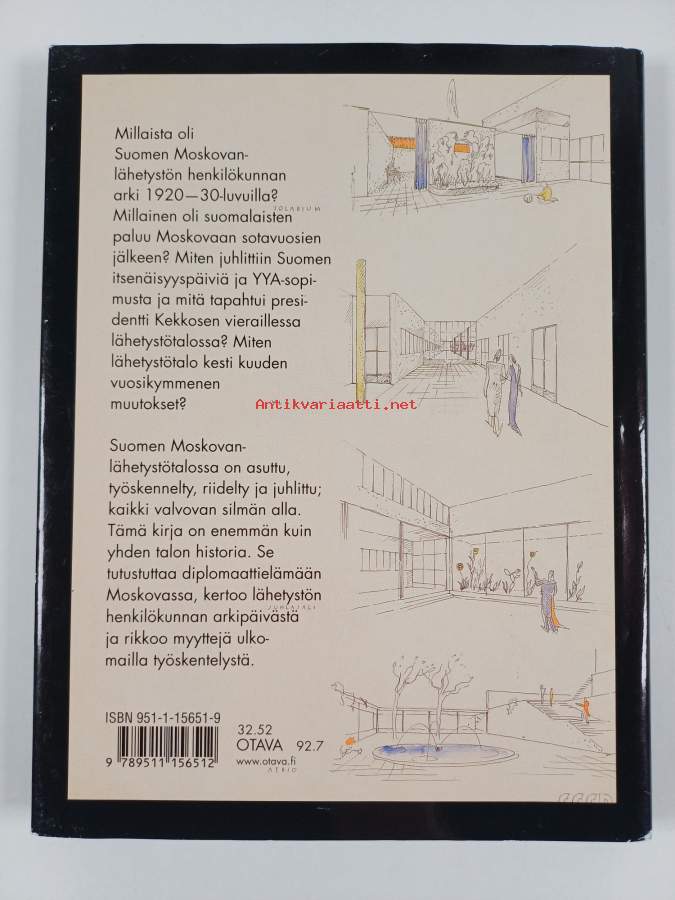 Millaista oli
Suomen Moskovan-
lähetystön henkilökunnan
arki 1920—30-luvuilla?
SOLARIUM
Millainen oli suomalaisten
paluu Moskovaan sotavuosien
jälkeen? Miten juhlittiin Suomen
itsenäisyyspäiviä ja YYA-sopi-
musta ja mitä tapahtui presi-
dentti Kekkosen vieraillessa
lähetystötalossa? Miten
lähetystötalo kesti kuuden
vuosikymmenen
muutokset?
Antikvariaatti.net
Suomen Moskovan-
lähetystötalossa on asuttu,
työskennelty, riidelty ja juhlittu;
kaikki valvovan silmän alla.
Tämä kirja on enemmän kuin
yhden talon historia. Se
tutustuttaa diplomaattielämään
Moskovassa, kertoo lähetystön
JUHLASALI
henkilökunnan arkipäivästä
ja rikkoo myyttejä ulko-
mailla työskentelystä.
ISBN 951-1-15651-9
9 789511 156512
32.52
OTAVA 92.7
www.otava.fi
ATRIO